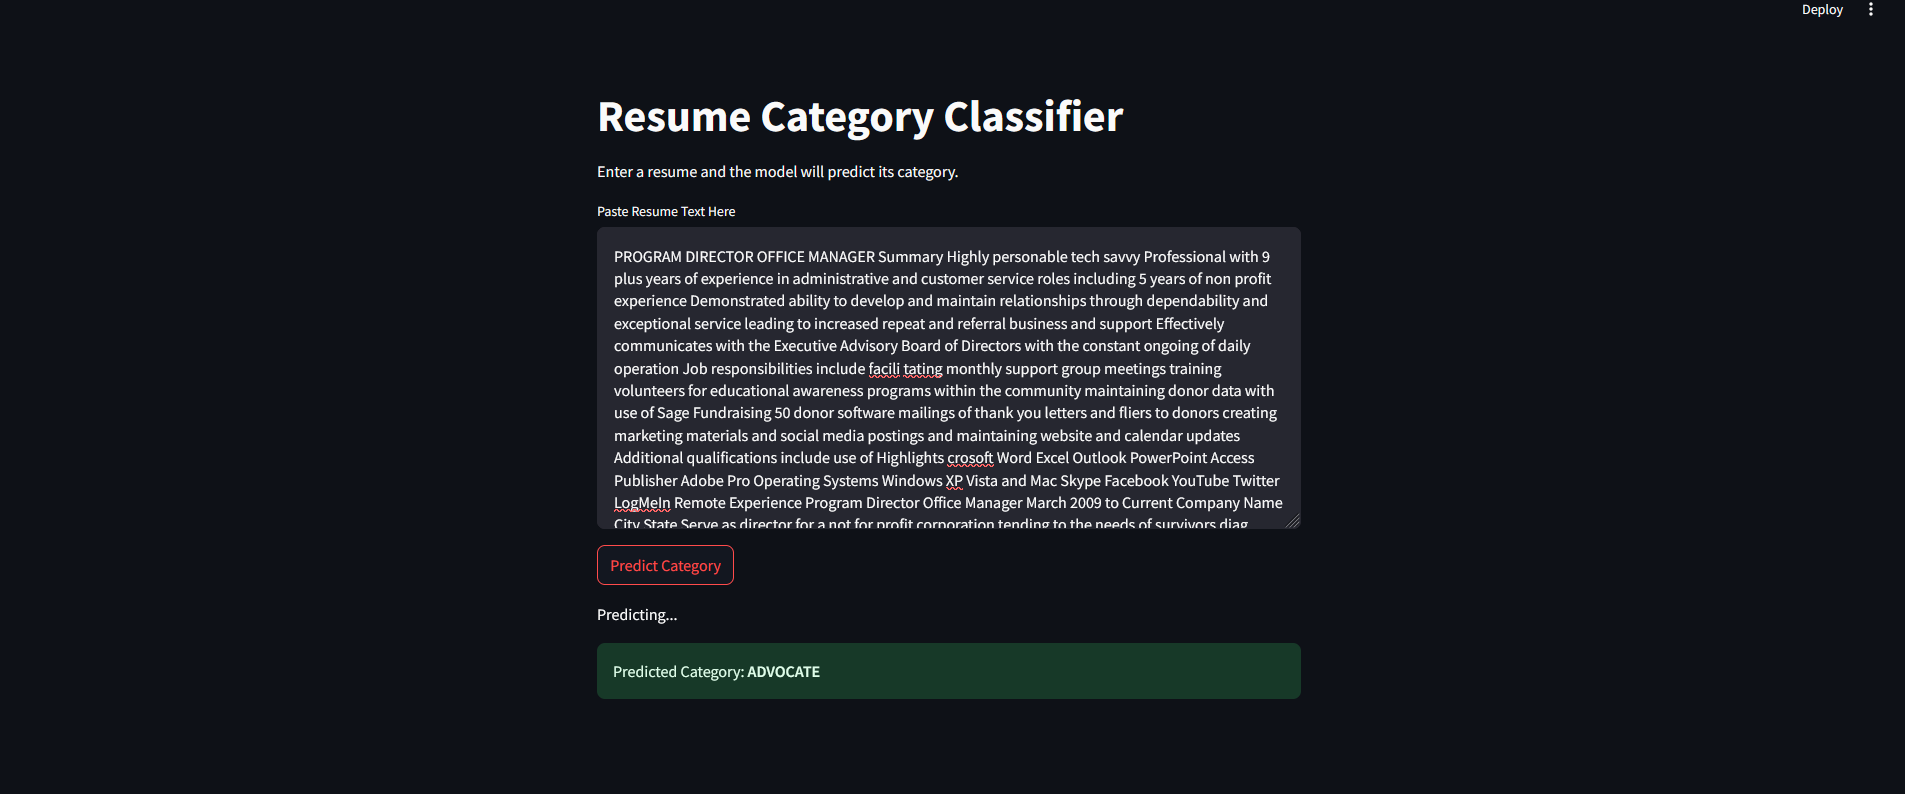 Deploy
Resume Category Classifier
Enter a resume and the model will predict its category.
Paste Resume Text Here
PROGRAM DIRECTOR OFFICE MANAGER Summary Highly personable tech savvy Professional with 9
plus years of experience in administrative and customer service roles including 5 years of non profit
experience Demonstrated ability to develop and maintain relationships through dependability and
exceptional service leading to increased repeat and referral business and support Effectively
communicates with the Executive Advisory Board of Directors with the constant ongoing of daily
operation Job responsibilities include facili tating monthly support group meetings training
volunteers for educational awareness programs within the community maintaining donor data with
use of Sage Fundraising 50 donor software mailings of thank you letters and fliers to donors creating
marketing materials and social media postings and maintaining website and calendar updates
Additional qualifications include use of Highlights crosoft Word Excel Outlook PowerPoint Access
Publisher Adobe Pro Operating Systems Windows XP Vista and Mac Skype Facebook YouTube Twitter
LogMeIn Remote Experience Program Director Office Manager March 2009 to Current Company Name
City State Serve as director for a not for profit corporation tending to the needs of survivors diag
Predict Category
Predicting...
Predicted Category: ADVOCATE